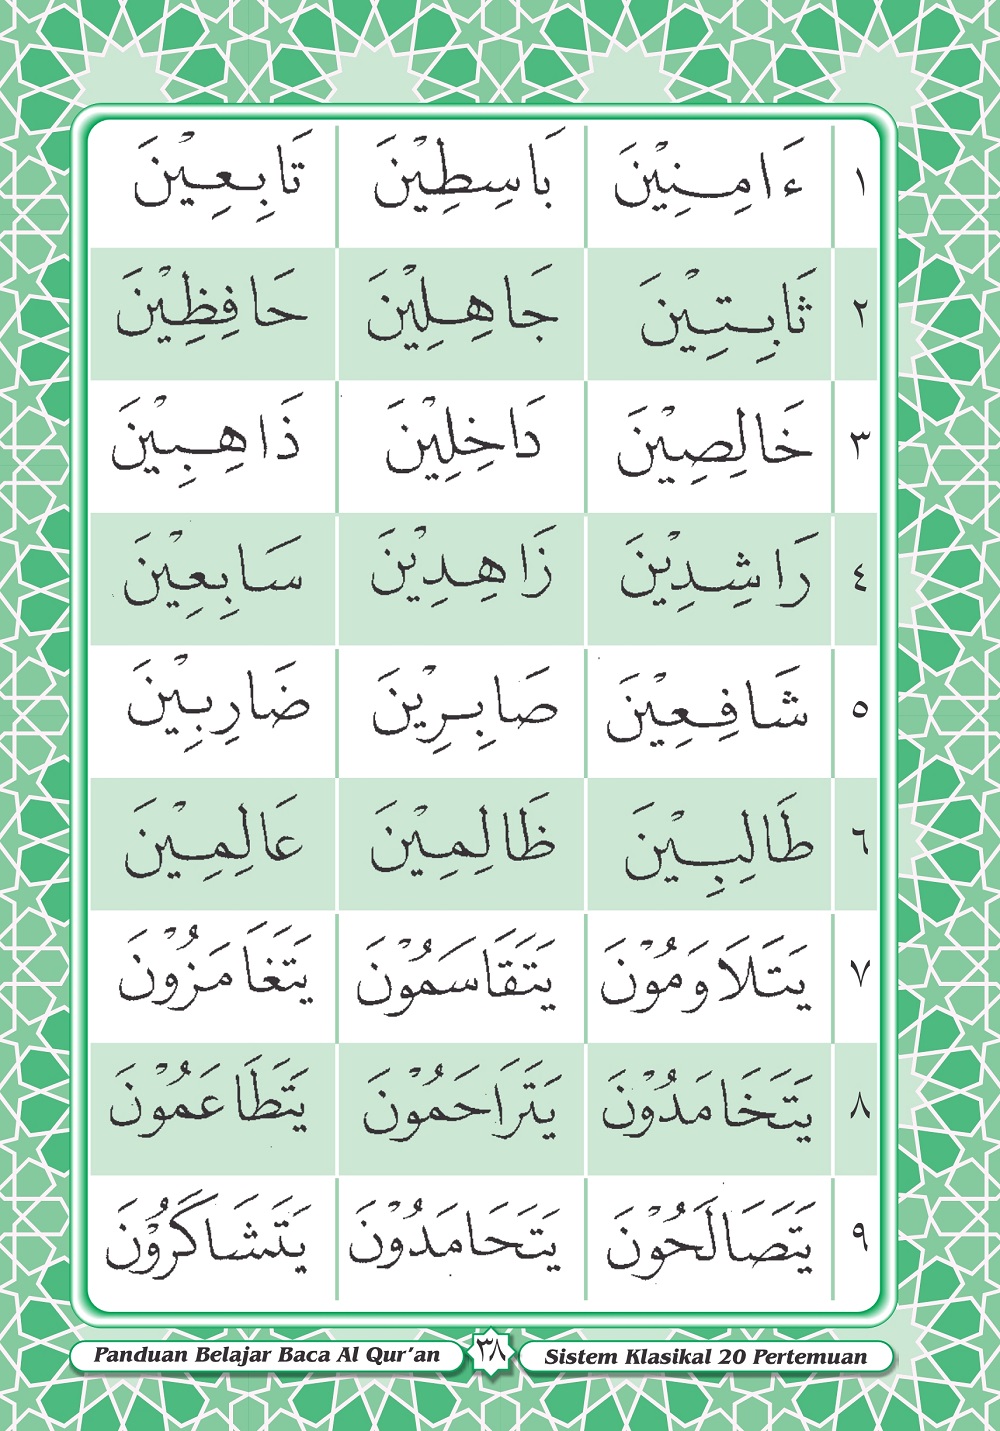 ١ ءَامِنِيْنَ بَاسِطِيْنَ تَابِعِيْنَ
٢ ثَابِتِيْنَ جَاهِلِيْنَ حَافِظِيْنَ
٣ خَالِصِيْنَ دَاخِلِيْنَ ذَاهِبِيْنَ
٤ رَاشِدِيْنَ زَاهِدِيْنَ سَابِعِيْنَ
٥ شَافِعِيْنَ صَابِرِيْنَ ضَارِبِيْنَ
٦ طَالِبِيْنَ ظَالِمِيْنَ عَالِمِيْنَ
٧ يَتَلَاوَمُوْنَ يَتَقَاسَمُوْنَ يَتَغَامَزُوْنَ
٨ يَتَخَامَدُوْنَ يَتَرَاحَمُوْنَ يَتَطَاعَمُوْنَ
٩ يَتَصَالَحُوْنَ يَتَحَامَدُوْنَ يَتَشَاكَرُوْنَ
Panduan Belajar Baca Al Qur'an ٣٨ Sistem Klasikal 20 Pertemuan